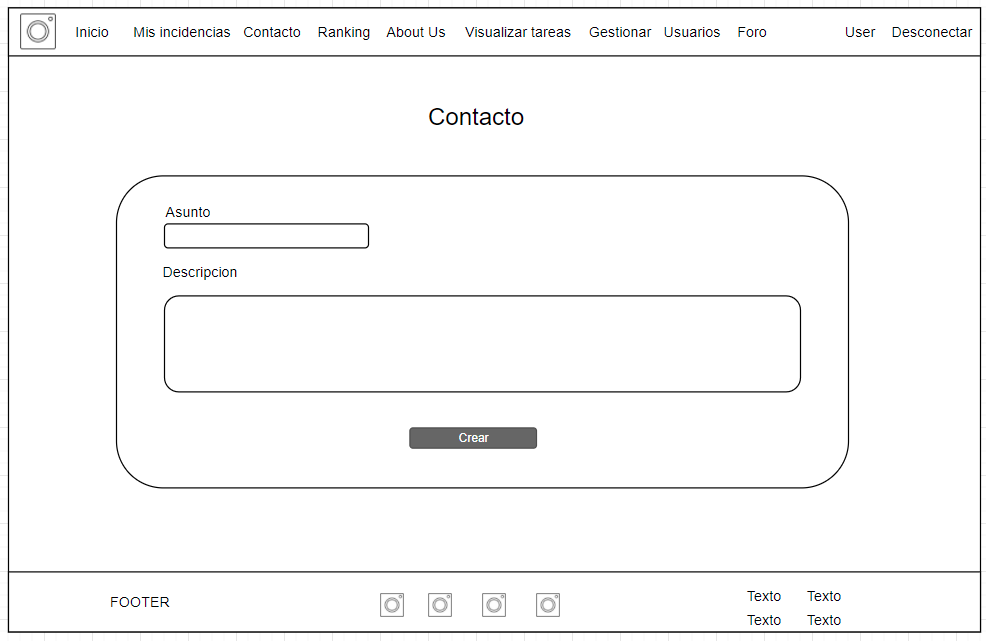 Inicio Mis incidencias Contacto Ranking About Us Visualizar tareas Gestionar Usuarios Foro User Desconectar
Contacto
Asunto
Descripcion
Crear
FOOTER
Texto Texto
Texto Texto